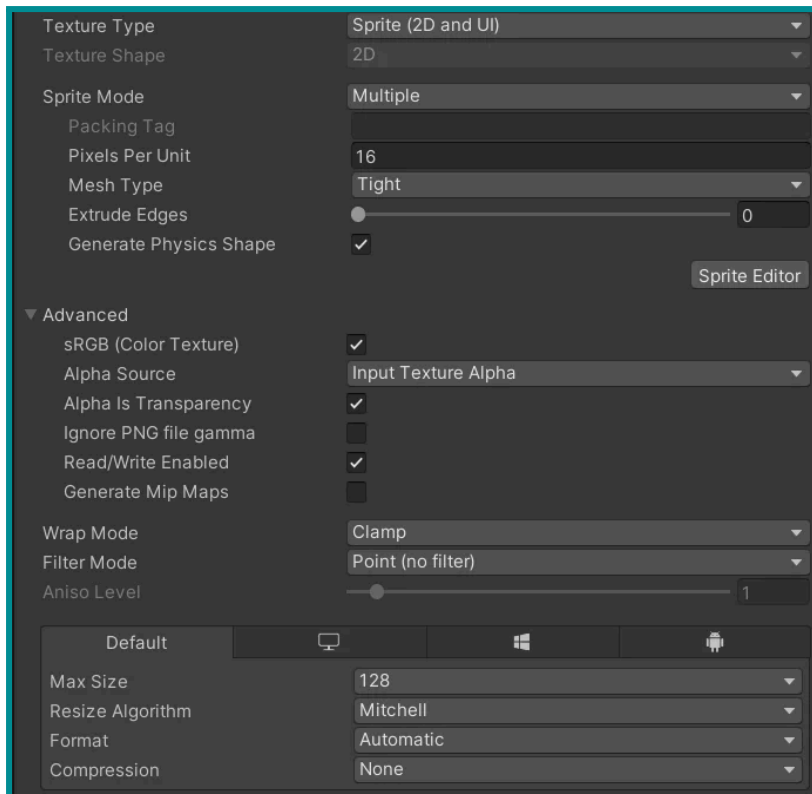 Texture Type Sprite (2D and UI)
Texture Shape 2D
Sprite Mode Multiple
Packing Tag
Pixels Per Unit 16
Mesh Type Tight
Extrude Edges 0
Generate Physics Shape
Sprite Editor
Advanced
sRGB (Color Texture)
Alpha Source Input Texture Alpha
Alpha Is Transparency
Ignore PNG file gamma
Read/Write Enabled
Generate Mip Maps
Wrap Mode Clamp
Filter Mode Point (no filter)
Aniso Level 1
Default
Max Size 128
Resize Algorithm Mitchell
Format Automatic
Compression None